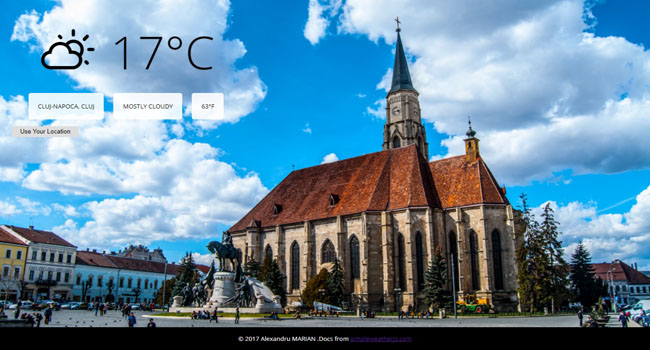 17°C
CLUJ-NAPOCA, CLUJ
MOSTLY CLOUDY
63°F
Use Your Location
© 2017 Alexandru MARIAN .Docs from simpleweatherjs.com